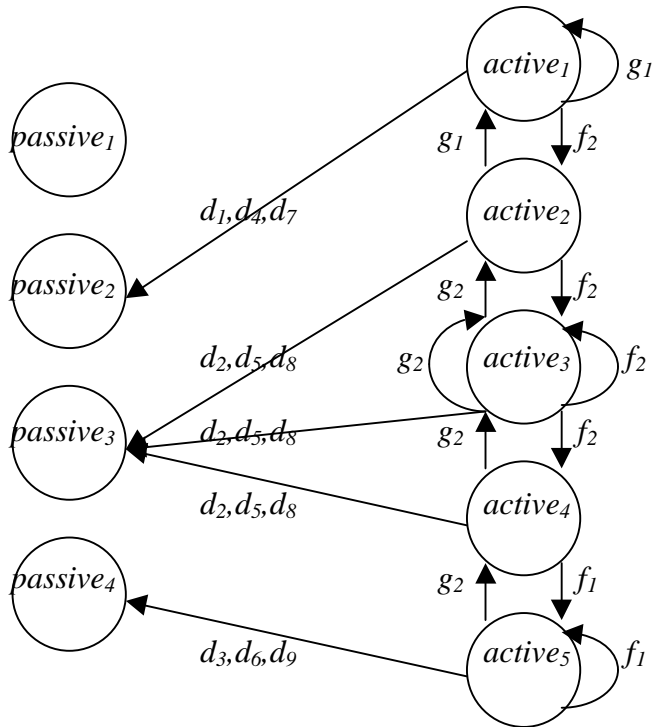 active₁
g₁
passive₁
g₁
f₂
d₁,d₄,d₇
active₂
passive₂
g₂
f₂
d₂,d₅,d₈
g₂
active₃
f₂
passive₃
d₂,d₅,d₈
g₂
f₂
d₂,d₅,d₈
active₄
passive₄
g₂
f₁
d₃,d₆,d₉
active₅
f₁